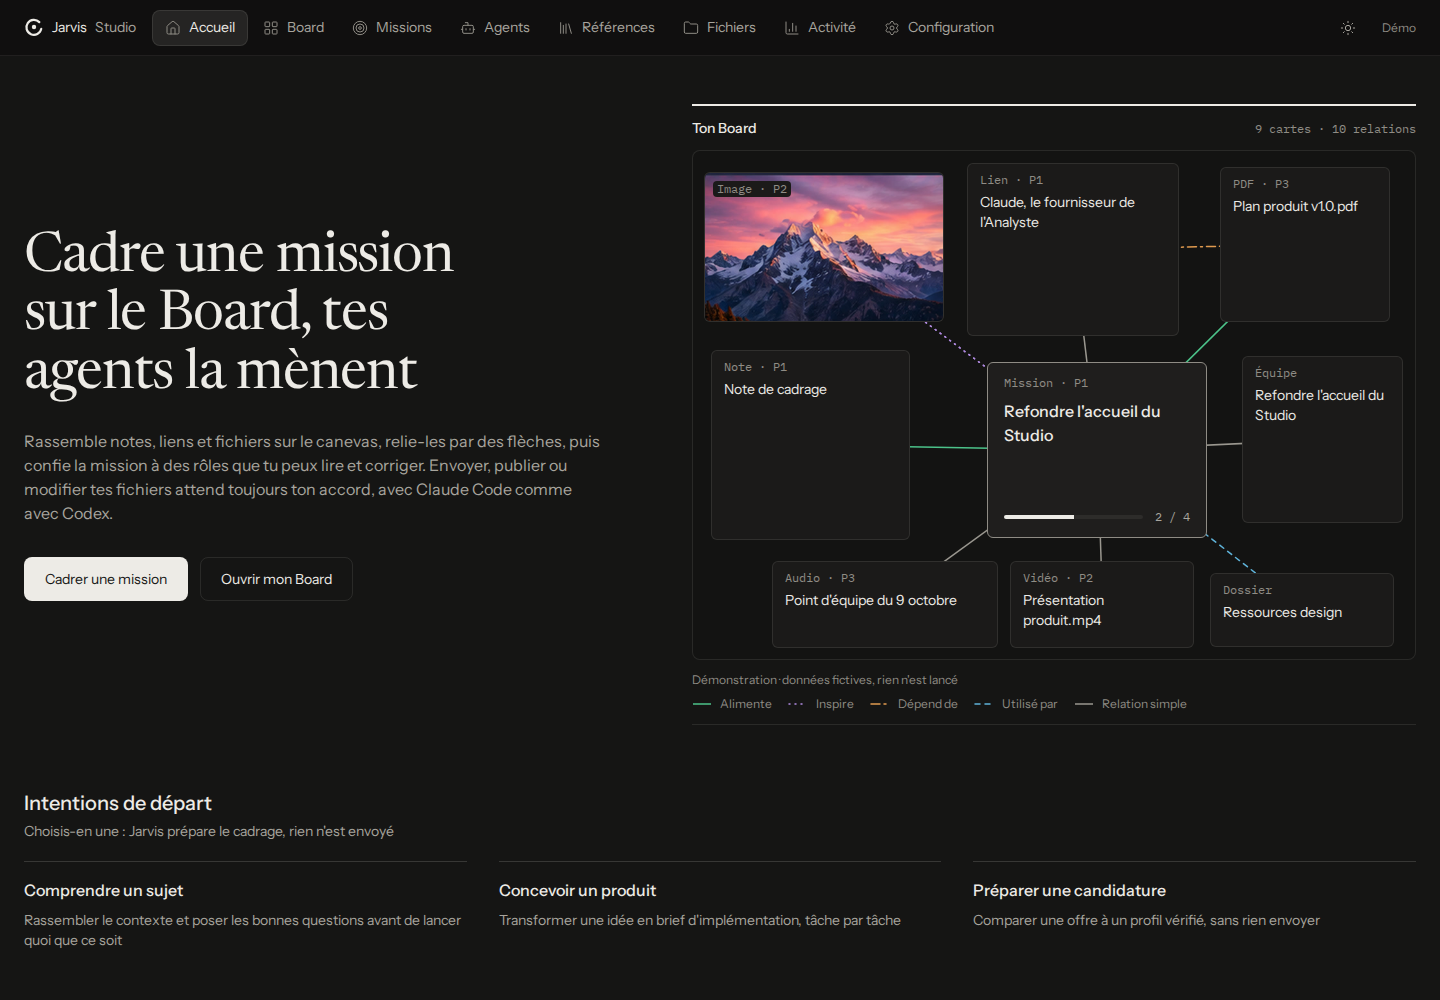 Jarvis Studio
Accueil
Board
Missions
Agents
Références
Fichiers
Activité
Configuration
Démo
Cadre une mission
sur le Board, tes
agents la mènent
Rassemble notes, liens et fichiers sur le canevas, relie-les par des flèches, puis
confie la mission à des rôles que tu peux lire et corriger. Envoyer, publier ou
modifier tes fichiers attend toujours ton accord, avec Claude Code comme
avec Codex.
Cadrer une mission
Ouvrir mon Board
Ton Board
9 cartes · 10 relations
Image · P2
Lien · P1
Claude, le fournisseur de
l'Analyste
PDF · P3
Plan produit v1.0.pdf
Note · P1
Note de cadrage
Mission · P1
Refondre l'accueil du
Studio
2 / 4
Équipe
Refondre l'accueil du
Studio
Audio · P3
Point d'équipe du 9 octobre
Vidéo · P2
Présentation
produit.mp4
Dossier
Ressources design
Démonstration · données fictives, rien n'est lancé
Alimente
Inspire
Dépend de
Utilisé par
Relation simple
Intentions de départ
Choisis-en une : Jarvis prépare le cadrage, rien n'est envoyé
Comprendre un sujet
Rassembler le contexte et poser les bonnes questions avant de lancer
quoi que ce soit
Concevoir un produit
Transformer une idée en brief d'implémentation, tâche par tâche
Préparer une candidature
Comparer une offre à un profil vérifié, sans rien envoyer